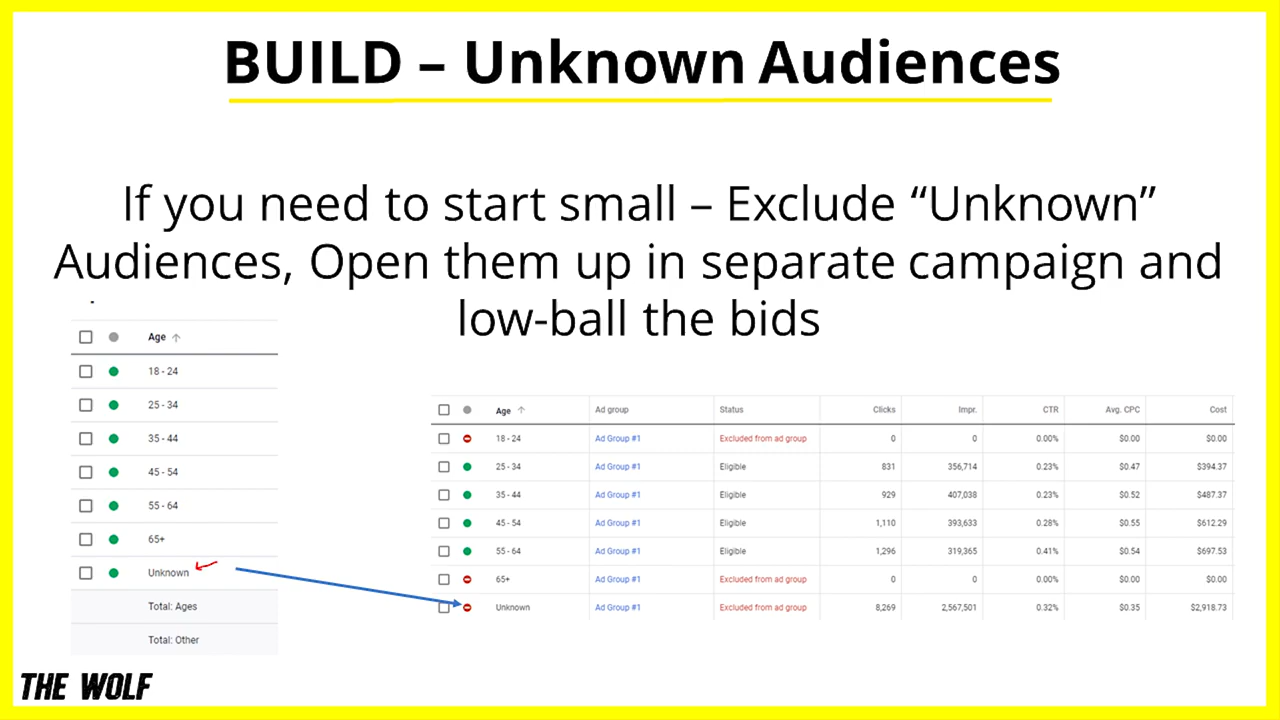 BUILD – Unknown Audiences
If you need to start small – Exclude “Unknown”
Audiences, Open them up in separate campaign and
low-ball the bids
Age ↑
18 - 24
25 - 34
35 - 44
45 - 54
55 - 64
65+
Unknown
Total: Ages
Total: Other
Age ↑ Ad group Status Clicks Impr. CTR Avg. CPC Cost
18 - 24 Ad Group #1 Excluded from ad group 0 0 0.00% $0.00 $0.00
25 - 34 Ad Group #1 Eligible 831 356,714 0.23% $0.47 $394.37
35 - 44 Ad Group #1 Eligible 929 407,038 0.23% $0.52 $487.37
45 - 54 Ad Group #1 Eligible 1,110 393,633 0.28% $0.55 $612.29
55 - 64 Ad Group #1 Eligible 1,296 319,365 0.41% $0.54 $697.53
65+ Ad Group #1 Excluded from ad group 0 0 0.00% $0.00 $0.00
Unknown Ad Group #1 Excluded from ad group 8,269 2,567,501 0.32% $0.35 $2,918.73
THE WOLF